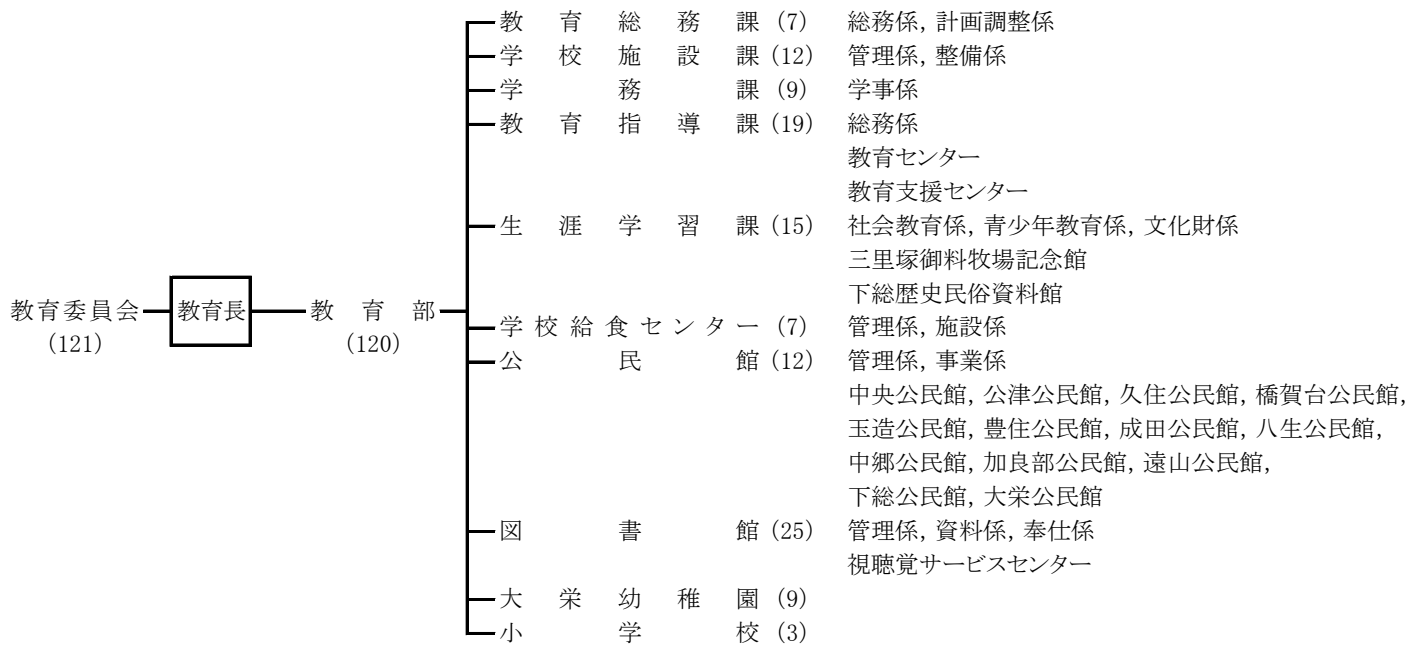 教育総務課 (7) 総務係, 計画調整係
学校施設課 (12) 管理係, 整備係
学務課 (9) 学事係
教育指導課 (19) 総務係
教育センター
教育支援センター
生涯学習課 (15) 社会教育係, 青少年教育係, 文化財係
三里塚御料牧場記念館
下総歴史民俗資料館
教育委員会 教育長 教育部
(121) (120)
学校給食センター (7) 管理係, 施設係
公民館 (12) 管理係, 事業係
中央公民館, 公津公民館, 久住公民館, 橋賀台公民館,
玉造公民館, 豊住公民館, 成田公民館, 八生公民館,
中郷公民館, 加良部公民館, 遠山公民館,
下総公民館, 大栄公民館
図書館 (25) 管理係, 資料係, 奉仕係
視聴覚サービスセンター
大栄幼稚園 (9)
小学校 (3)